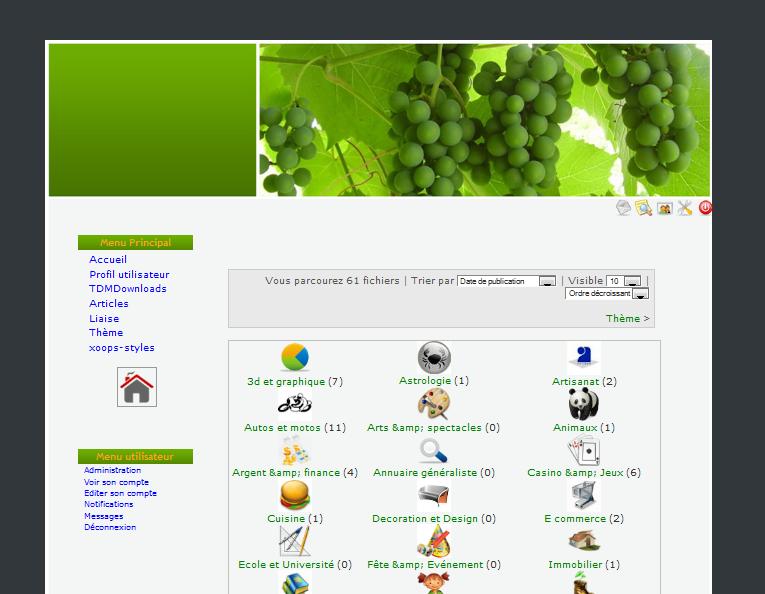 Menu Principal
Accueil
Profil utilisateur
TDMDownloads
Articles
Liaise
Thème
xoops-styles
Menu utilisateur
Administration
Voir son compte
Editer son compte
Notifications
Messages
Déconnexion
Vous parcourez 61 fichiers | Trier par Date de publication | Visible 10 |
Ordre décroissant
Thème >
3d et graphique (7) Astrologie (1) Artisanat (2)
Autos et motos (11) Arts &amp; spectacles (0) Animaux (1)
Argent &amp; finance (4) Annuaire généraliste (0) Casino &amp; Jeux (6)
Cuisine (1) Decoration et Design (0) E commerce (2)
Ecole et Université (0) Fête &amp; Evénement (0) Immobilier (1)